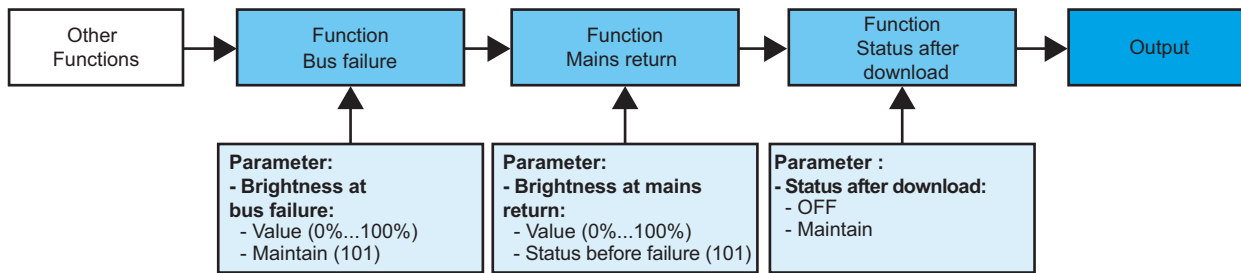 Other
Functions
Function
Bus failure
Function
Mains return
Function
Status after
download
Output
Parameter:
- Brightness at
bus failure:
- Value (0%...100%)
- Maintain (101)
Parameter:
- Brightness at mains
return:
- Value (0%...100%)
- Status before failure (101)
Parameter :
- Status after download:
- OFF
- Maintain